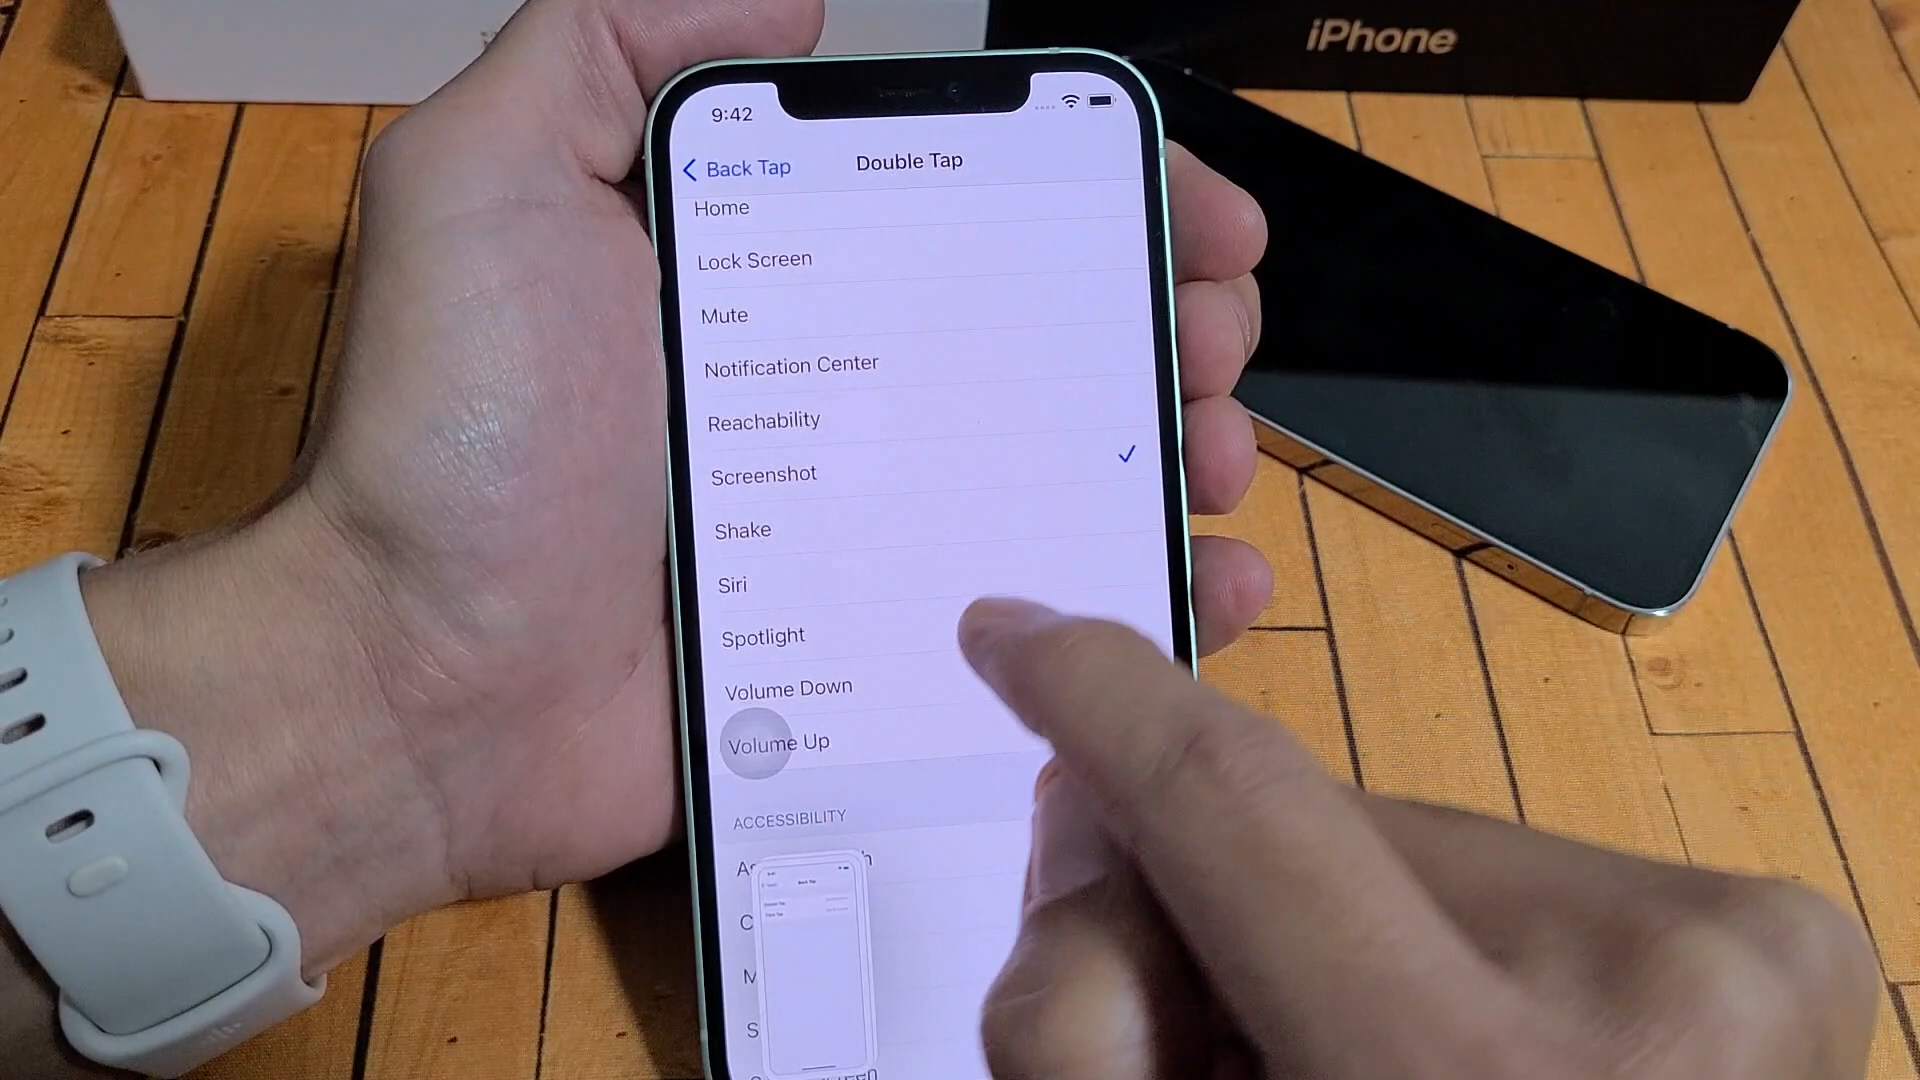 iPhone
9:42
Back Tap
Double Tap
Home
Lock Screen
Mute
Notification Center
Reachability
Screenshot
Shake
Siri
Spotlight
Volume Down
Volume Up
ACCESSIBILITY